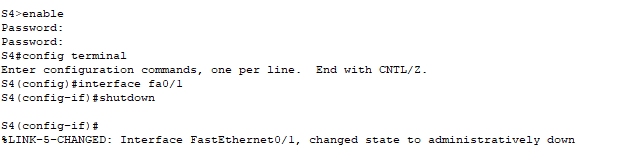 S4>enable
Password:
Password:
S4#config terminal
Enter configuration commands, one per line.  End with CNTL/Z.
S4(config)#interface fa0/1
S4(config-if)#shutdown

S4(config-if)#
%LINK-5-CHANGED: Interface FastEthernet0/1, changed state to administratively down